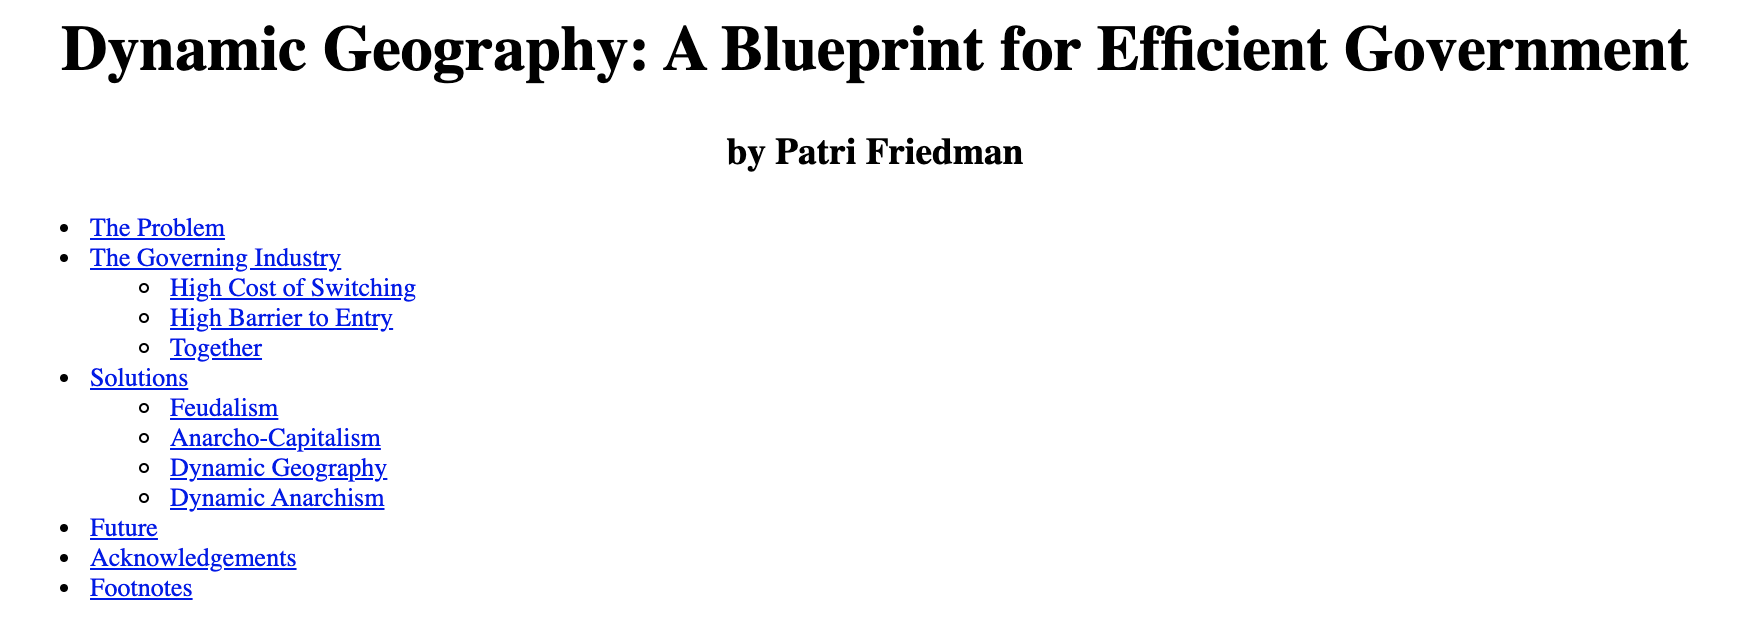 Dynamic Geography: A Blueprint for Efficient Government
by Patri Friedman
The Problem
The Governing Industry
High Cost of Switching
High Barrier to Entry
Together
Solutions
Feudalism
Anarcho-Capitalism
Dynamic Geography
Dynamic Anarchism
Future
Acknowledgements
Footnotes